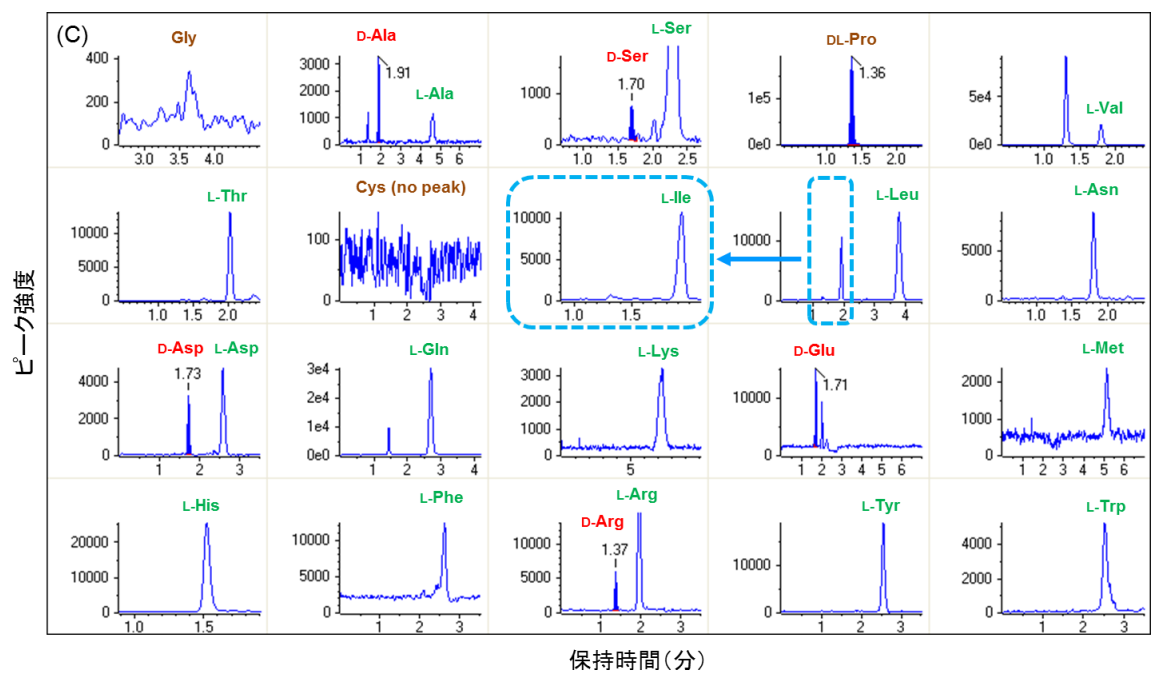 (C)
Gly
400
200
0
3.0 3.5 4.0
D-Ala
1.91
L-Ala
3000
2000
1000
0
1 2 3 4 5 6
L-Ser
D-Ser
1.70
1000
0
1.0 1.5 2.0 2.5
DL-Pro
1.36
1e5
0e0
1.0 1.5 2.0
L-Val
5e4
0e0
1.0 1.5 2.0
L-Thr
10000
5000
0
1.0 1.5 2.0
Cys (no peak)
100
0
1 2 3 4
L-Ile
10000
5000
0
1.0 1.5
L-Leu
10000
0
1 2 3 4
L-Asn
5000
0
1.0 1.5 2.0
D-Asp L-Asp
1.73
4000
2000
0
1 2 3
L-Gln
3e4
2e4
1e4
0e0
1 2 3 4
L-Lys
3000
2000
1000
0
5
D-Glu
1.71
10000
0
1 2 3 4 5 6
L-Met
2000
1000
0
1 2 3 4 5 6
L-His
20000
10000
0
1.0 1.5
L-Phe
10000
5000
0
1 2 3
L-Arg
D-Arg
1.37
10000
5000
0
1 2 3
L-Tyr
10000
0
1 2 3
L-Trp
4000
2000
0
1 2 3
ピーク強度
保持時間（分）